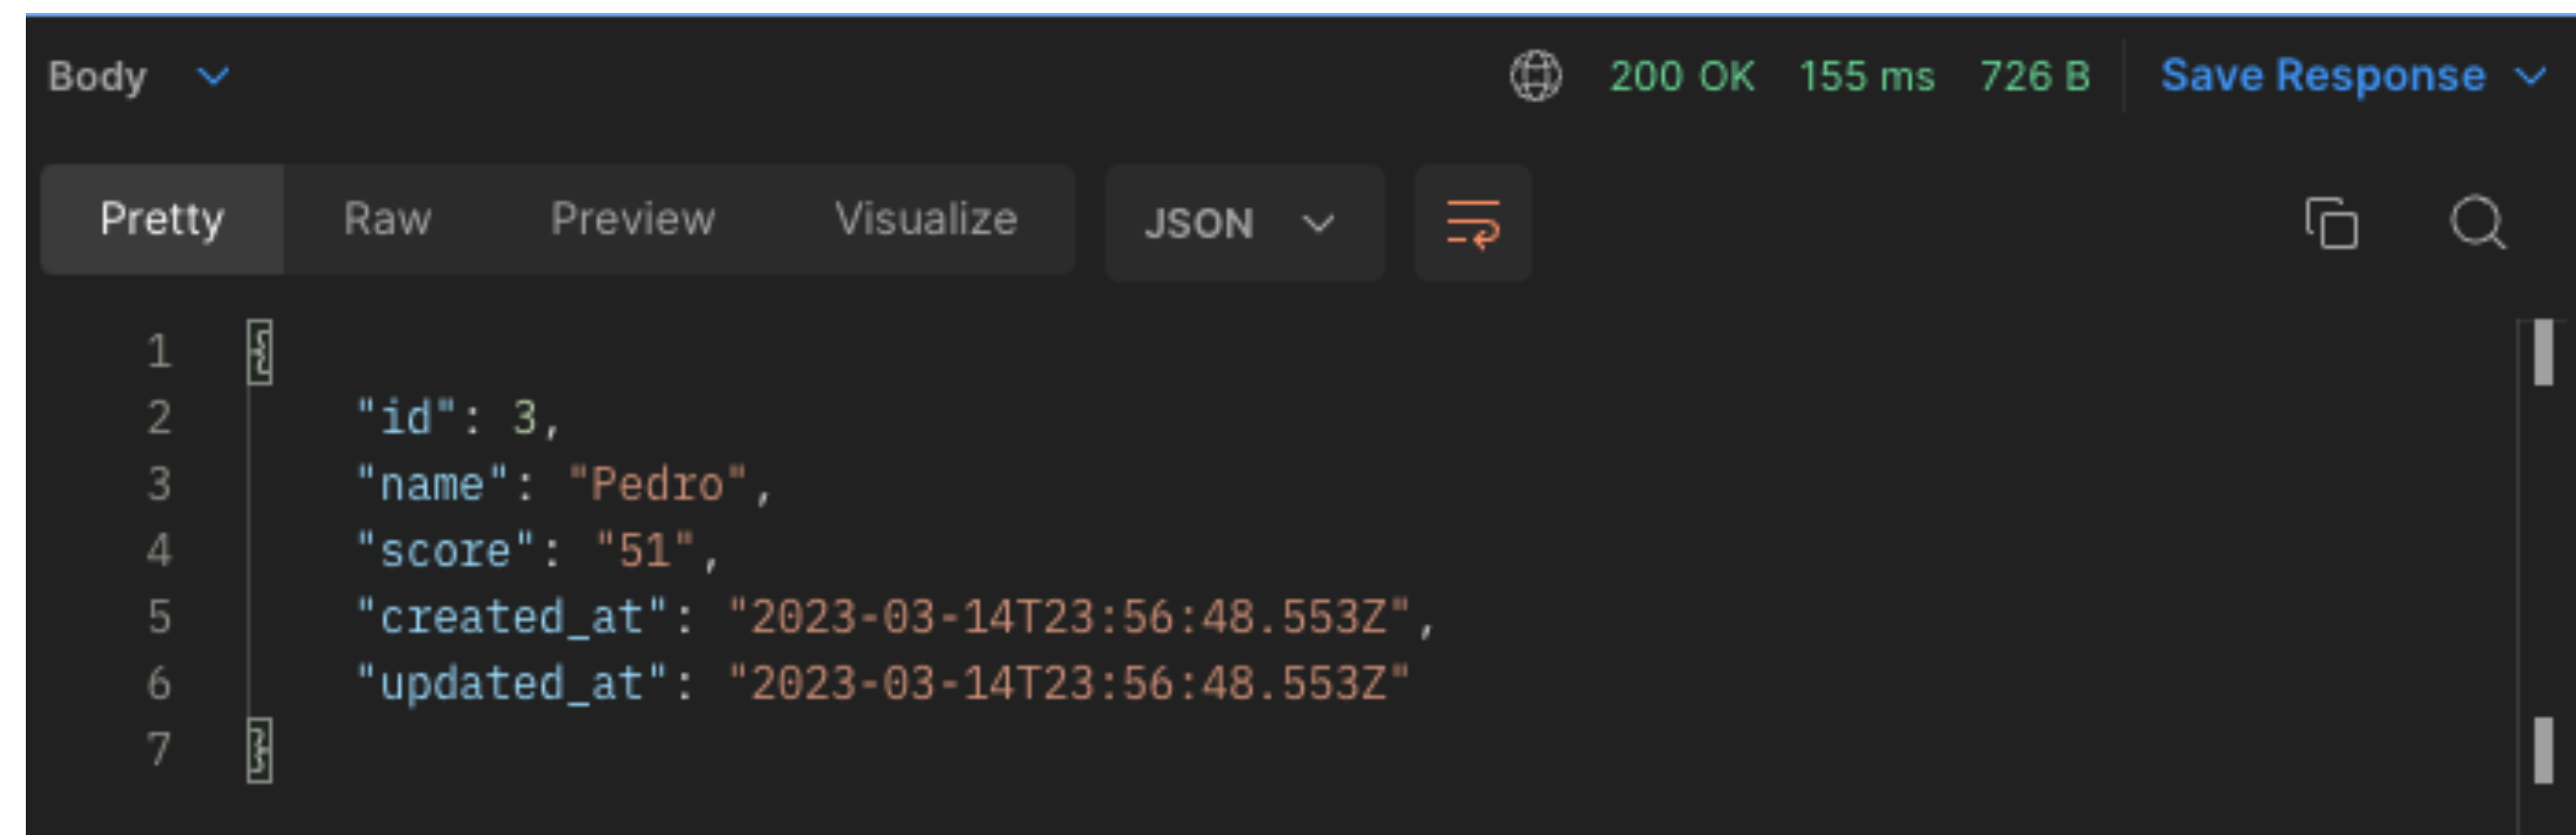 Body 200 OK 155 ms 726 B Save Response
Pretty Raw Preview Visualize JSON
1 {
2 "id": 3,
3 "name": "Pedro",
4 "score": "51",
5 "created_at": "2023-03-14T23:56:48.553Z",
6 "updated_at": "2023-03-14T23:56:48.553Z"
7 }